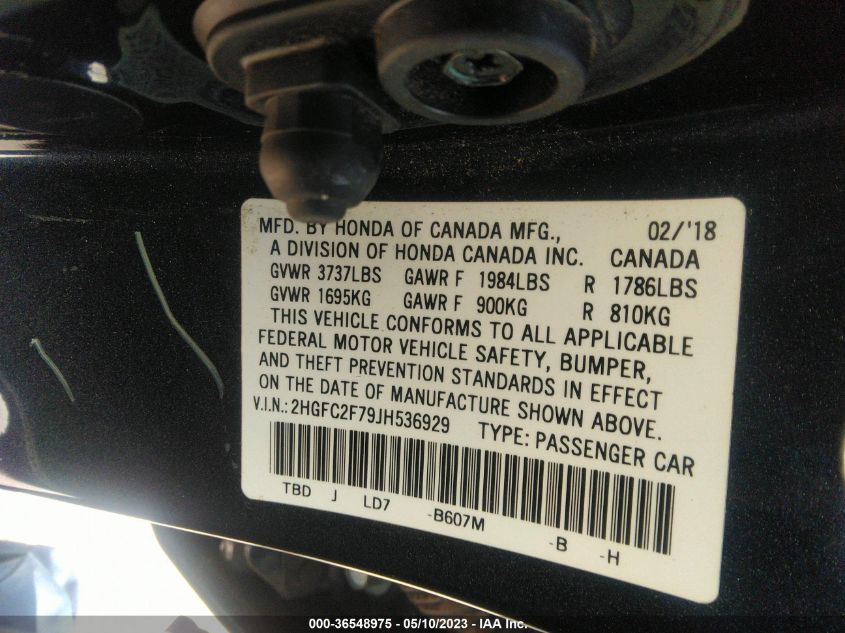 MFD. BY HONDA OF CANADA MFG., 02/'18
A DIVISION OF HONDA CANADA INC. CANADA
GVWR 3737LBS GAWR F 1984LBS R 1786LBS
GVWR 1695KG GAWR F 900KG R 810KG
THIS VEHICLE CONFORMS TO ALL APPLICABLE
FEDERAL MOTOR VEHICLE SAFETY, BUMPER,
AND THEFT PREVENTION STANDARDS IN EFFECT
ON THE DATE OF MANUFACTURE SHOWN ABOVE.
V.I.N.: 2HGFC2F79JH536929 TYPE: PASSENGER CAR
TBD J LD7 -B607M -B -H
000-36548975 — 05/10/2023 — IAA Inc.